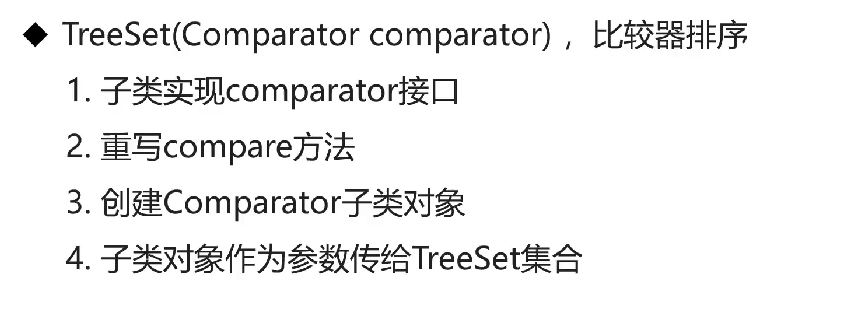 ◆ TreeSet(Comparator comparator) ，比较器排序
1. 子类实现comparator接口
2. 重写compare方法
3. 创建Comparator子类对象
4. 子类对象作为参数传给TreeSet集合